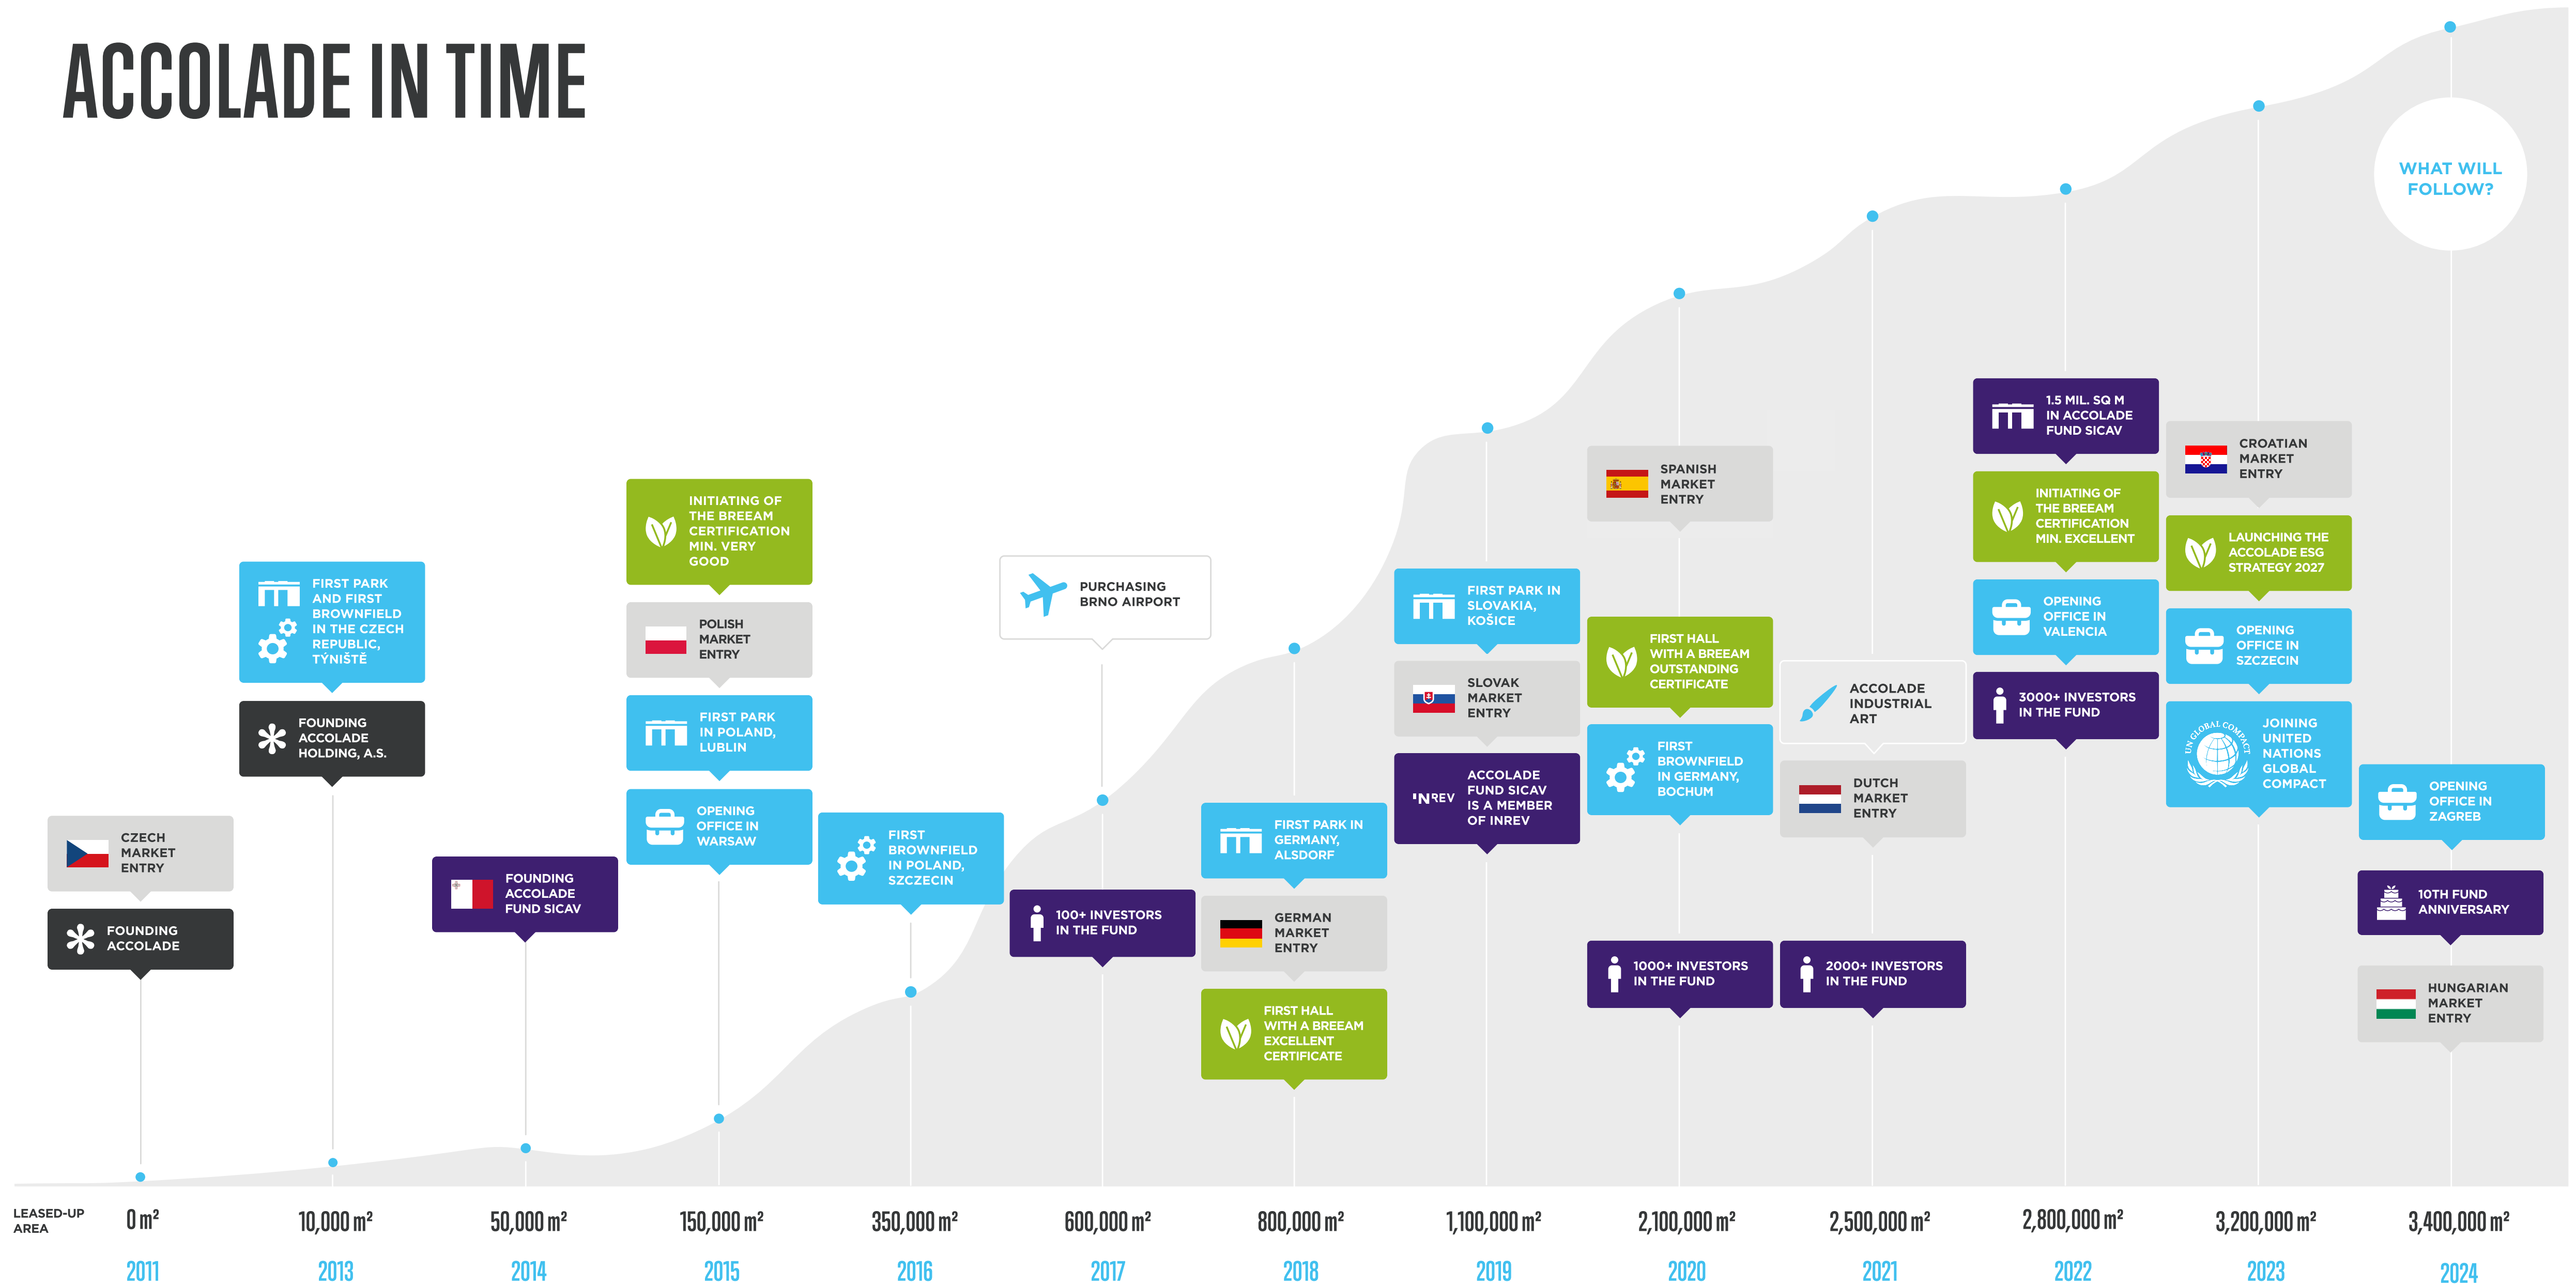 ACCOLADE IN TIME
WHAT WILL
FOLLOW?
CZECH
MARKET
ENTRY
FOUNDING
ACCOLADE
FIRST PARK
AND FIRST
BROWNFIELD
IN THE CZECH
REPUBLIC,
TÝNIŠTĚ
FOUNDING
ACCOLADE
HOLDING, A.S.
FOUNDING
ACCOLADE
FUND SICAV
INITIATING OF
THE BREEAM
CERTIFICATION
MIN. VERY
GOOD
POLISH
MARKET
ENTRY
FIRST PARK
IN POLAND,
LUBLIN
OPENING
OFFICE IN
WARSAW
FIRST
BROWNFIELD
IN POLAND,
SZCZECIN
PURCHASING
BRNO AIRPORT
100+ INVESTORS
IN THE FUND
FIRST PARK IN
GERMANY,
ALSDORF
GERMAN
MARKET
ENTRY
FIRST HALL
WITH A BREEAM
EXCELLENT
CERTIFICATE
FIRST PARK IN
SLOVAKIA,
KOŠICE
SLOVAK
MARKET
ENTRY
INREV
ACCOLADE
FUND SICAV
IS A MEMBER
OF INREV
SPANISH
MARKET
ENTRY
FIRST HALL
WITH A BREEAM
OUTSTANDING
CERTIFICATE
FIRST
BROWNFIELD
IN GERMANY,
BOCHUM
1000+ INVESTORS
IN THE FUND
ACCOLADE
INDUSTRIAL
ART
DUTCH
MARKET
ENTRY
2000+ INVESTORS
IN THE FUND
1.5 MIL. SQ M
IN ACCOLADE
FUND SICAV
INITIATING OF
THE BREEAM
CERTIFICATION
MIN. EXCELLENT
OPENING
OFFICE IN
VALENCIA
3000+ INVESTORS
IN THE FUND
CROATIAN
MARKET
ENTRY
LAUNCHING THE
ACCOLADE ESG
STRATEGY 2027
OPENING
OFFICE IN
SZCZECIN
UN GLOBAL COMPACT
JOINING
UNITED
NATIONS
GLOBAL
COMPACT
OPENING
OFFICE IN
ZAGREB
10TH FUND
ANNIVERSARY
HUNGARIAN
MARKET
ENTRY
LEASED-UP
AREA
0 m²
10,000 m²
50,000 m²
150,000 m²
350,000 m²
600,000 m²
800,000 m²
1,100,000 m²
2,100,000 m²
2,500,000 m²
2,800,000 m²
3,200,000 m²
3,400,000 m²
2011
2013
2014
2015
2016
2017
2018
2019
2020
2021
2022
2023
2024